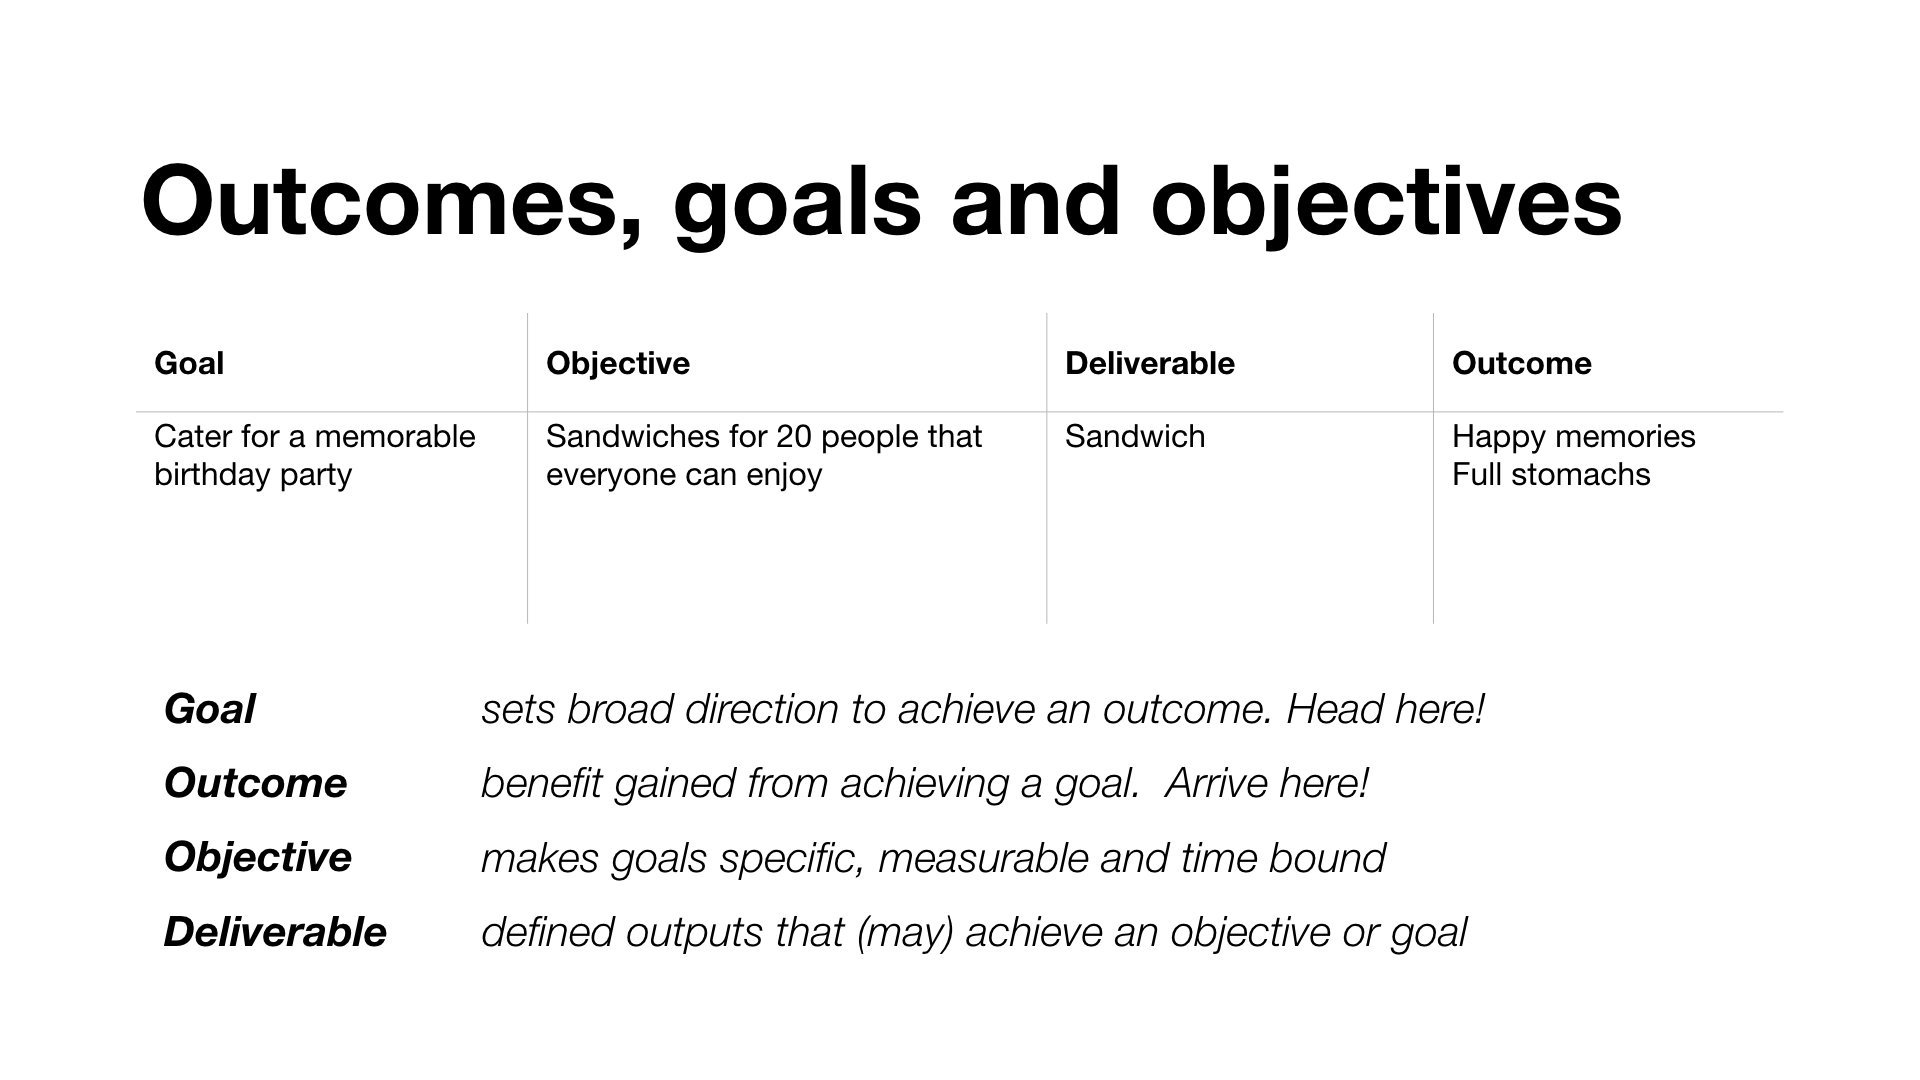 Outcomes, goals and objectives
Goal Objective Deliverable Outcome
Cater for a memorable
birthday party
Sandwiches for 20 people that
everyone can enjoy
Sandwich
Happy memories
Full stomachs
Goal sets broad direction to achieve an outcome. Head here!
Outcome benefit gained from achieving a goal.  Arrive here!
Objective makes goals specific, measurable and time bound
Deliverable defined outputs that (may) achieve an objective or goal